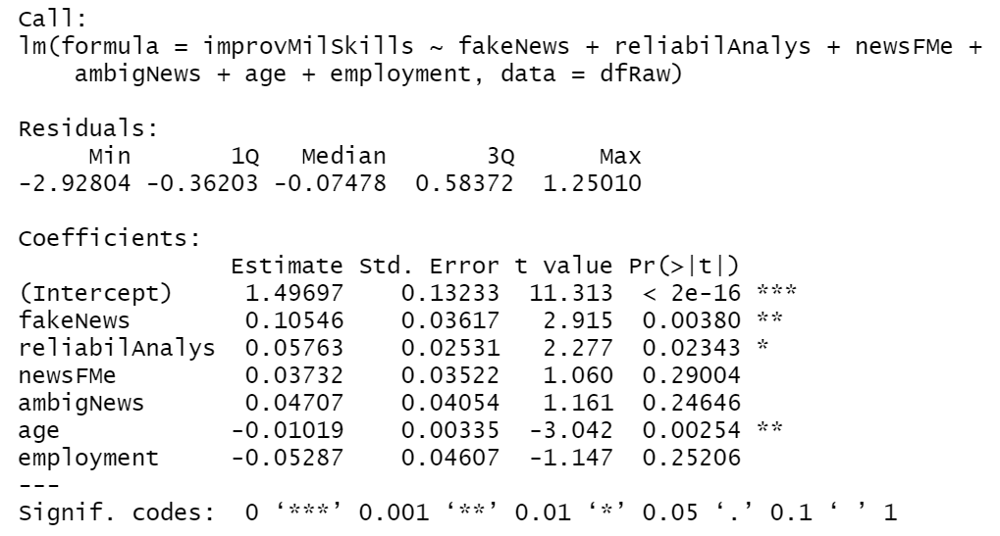 Call:
lm(formula = improvMilSkills ~ fakeNews + reliabilAnalys + newsFMe +
    ambigNews + age + employment, data = dfRaw)
Residuals:
     Min       1Q   Median       3Q      Max
-2.92804 -0.36203 -0.07478  0.58372  1.25010
Coefficients:
               Estimate Std. Error t value Pr(>|t|)
(Intercept)     1.49697    0.13233  11.313  < 2e-16 ***
fakeNews        0.10546    0.03617   2.915  0.00380 **
reliabilAnalys  0.05763    0.02531   2.277  0.02343 *
newsFMe         0.03732    0.03522   1.060  0.29004
ambigNews       0.04707    0.04054   1.161  0.24646
age            -0.01019    0.00335  -3.042  0.00254 **
employment     -0.05287    0.04607  -1.147  0.25206
---
Signif. codes:  0 ‘***’ 0.001 ‘**’ 0.01 ‘*’ 0.05 ‘.’ 0.1 ‘ ’ 1